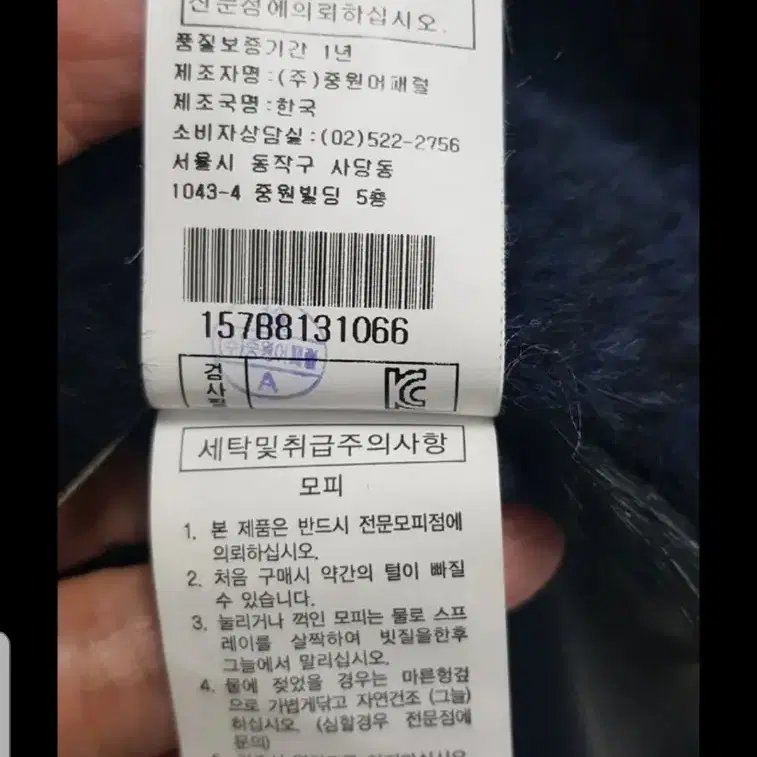 전문점에의뢰하십시오.
품질보증기간 1년
제조자명:(주)중원어패럴
제조국명:한국
소비자상담실:(02)522-2756
서울시 동작구 사당동
1043-4 중원빌딩 5층
157B8131066
(주)중원어패럴
A
검사필
KC
세탁및취급주의사항
모피
1. 본 제품은 반드시 전문모피점에
의뢰하십시오.
2. 처음 구매시 약간의 털이 빠질
수 있습니다.
3. 눌리거나 꺽인 모피는 물로 스프
레이를 살짝하여 빗질을한후
그늘에서 말리십시오.
4. 물에 젖었을 경우는 마른헝겊
으로 가볍게닦고 자연건조 (그늘)
하십시오. (심할경우 전문점에
문의)